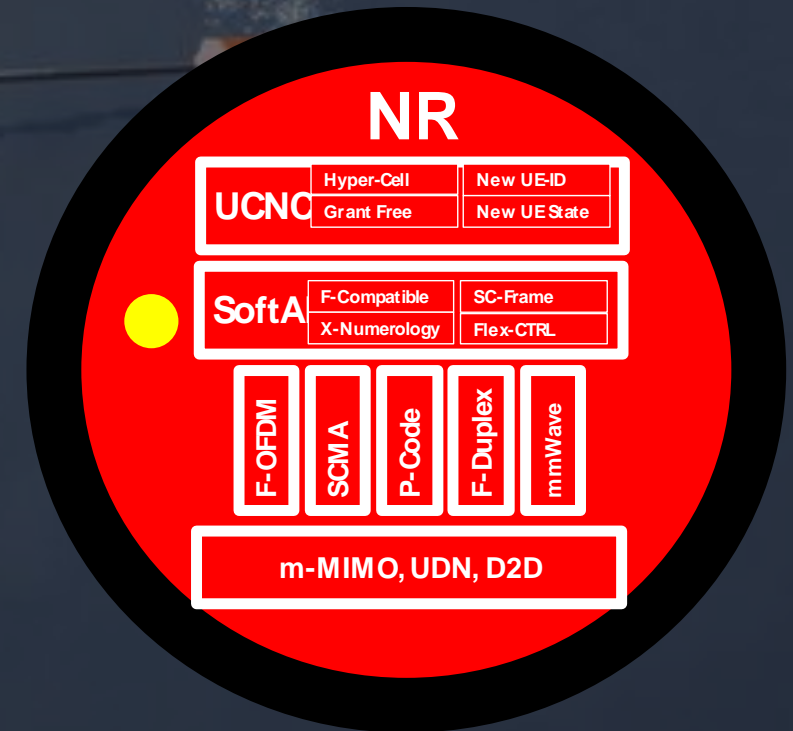 NR
UCNC
Hyper-Cell
New UE-ID
Grant Free
New UE State
SoftA
F-Compatible
SC-Frame
X-Numerology
Flex-CTRL
F-OFDM
SCMA
P-Code
F-Duplex
mmWave
m-MIMO, UDN, D2D